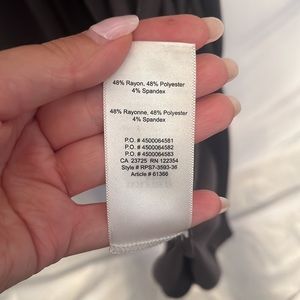 48% Rayon, 48% Polyester
4% Spandex
48% Rayonne, 48% Polyester
4% Spandex
P.O. # 4500064581
P.O. # 4500064582
P.O. # 4500064583
CA 23725 RN 122354
Style # RPS7-3593-36
Article # 61366